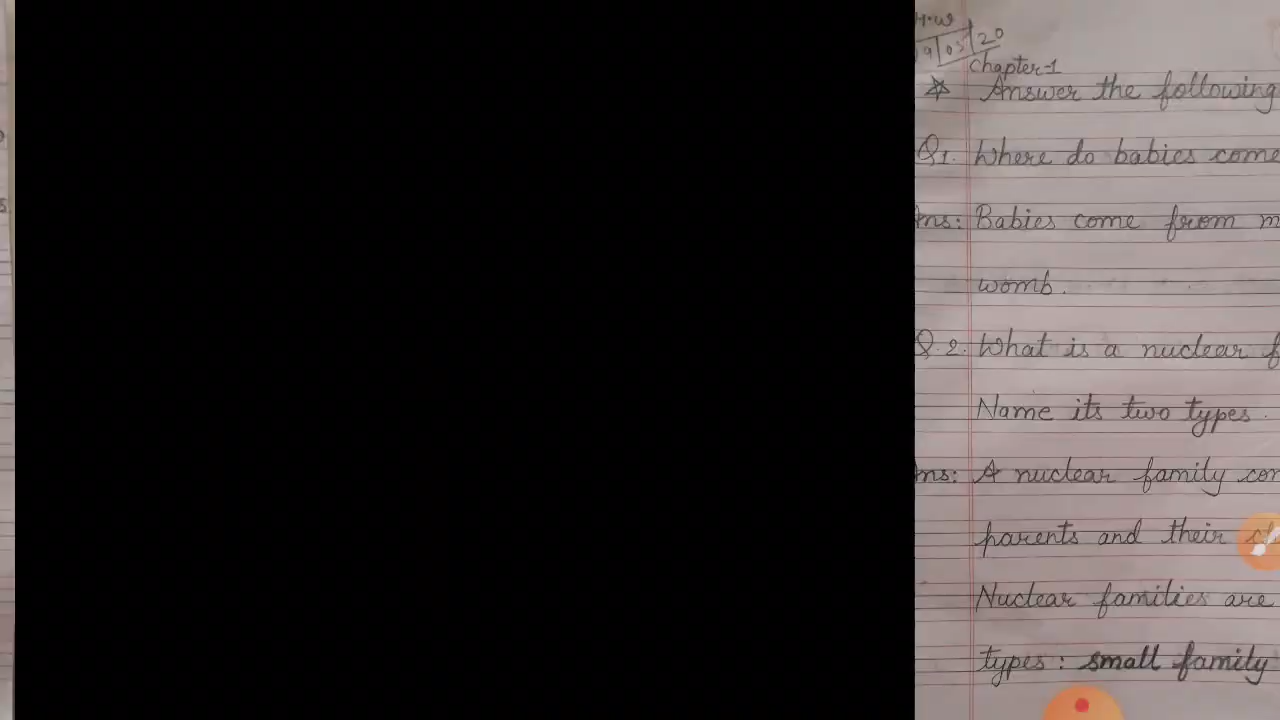 H.W
19/05/20
Chapter-1
☆ Answer the following
Q1. Where do babies come
Ans: Babies come from
womb.
Q.2. What is a nuclear
Name its two types.
Ans: A nuclear family
parents and their
Nuclear families are
types: small family